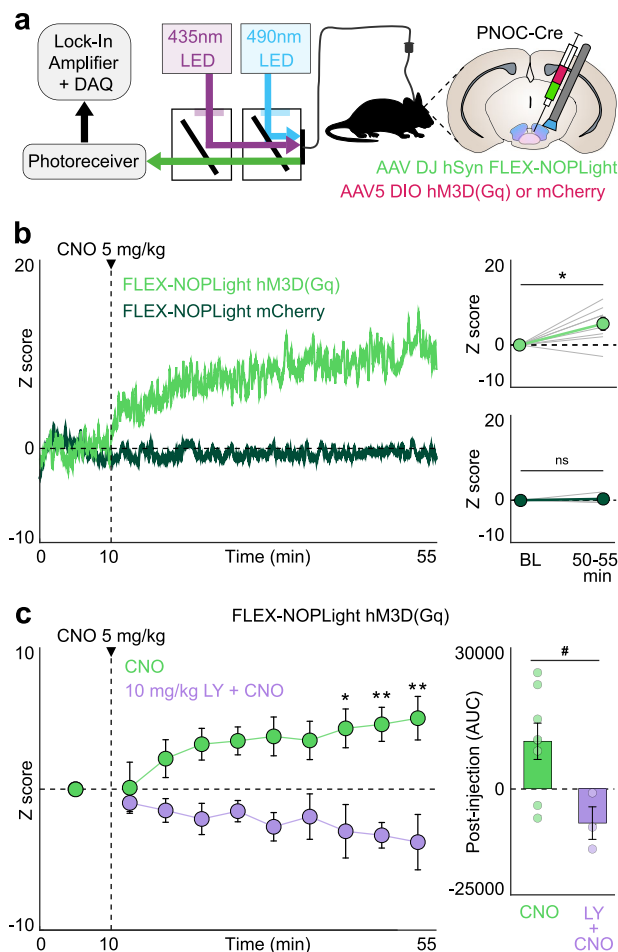 a
Lock-In
Amplifier
+ DAQ
435nm
LED
490nm
LED
Photoreceiver
PNOC-Cre
AAV DJ hSyn FLEX-NOPLight
AAV5 DIO hM3D(Gq) or mCherry
b
CNO 5 mg/kg
FLEX-NOPLight hM3D(Gq)
FLEX-NOPLight mCherry
20
Z score
0
-10
0
10
Time (min)
55
20
*
Z score
0
-10
20
ns
Z score
0
-10
BL
50-55
min
c
FLEX-NOPLight hM3D(Gq)
CNO 5 mg/kg
CNO
10 mg/kg LY + CNO
10
* ** **
Z score
0
-10
0
10
Time (min)
55
30000
#
Post-injection (AUC)
0
-25000
CNO
LY
+
CNO